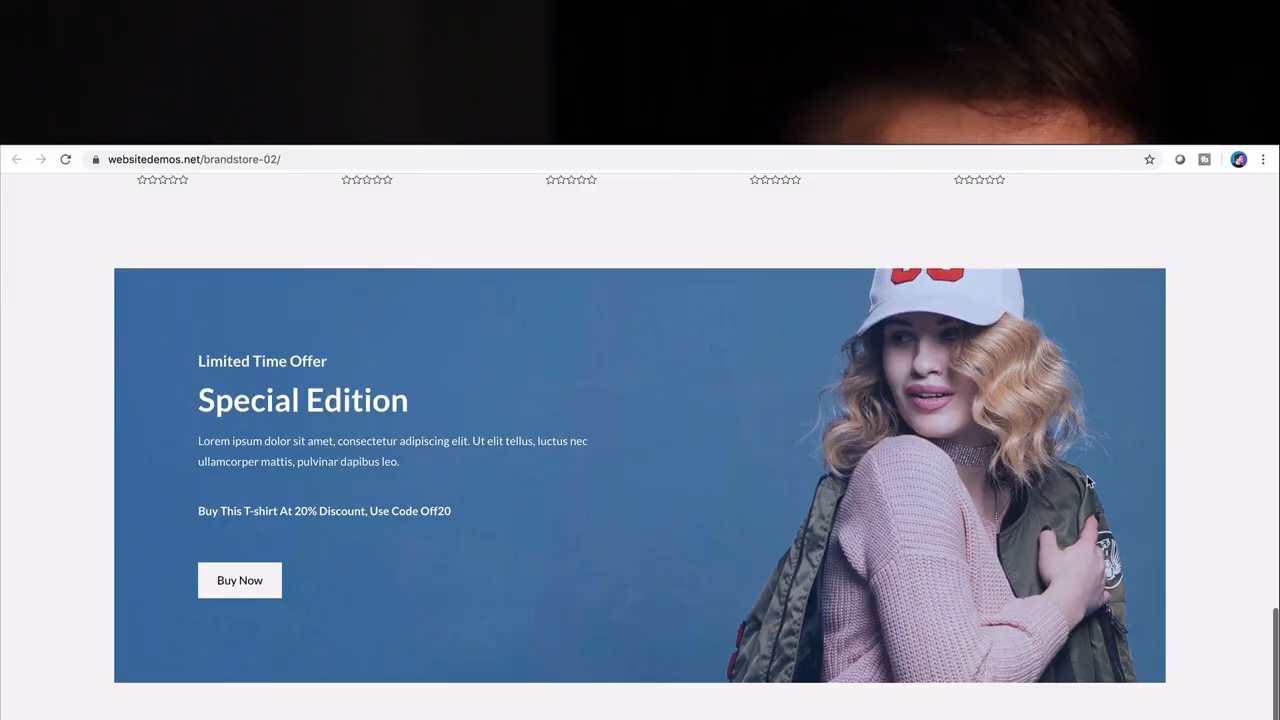 websitedemos.net/brandstore-02/
Limited Time Offer
Special Edition
Lorem ipsum dolor sit amet, consectetur adipiscing elit. Ut elit tellus, luctus nec
ullamcorper mattis, pulvinar dapibus leo.
Buy This T-shirt At 20% Discount, Use Code Off20
Buy Now